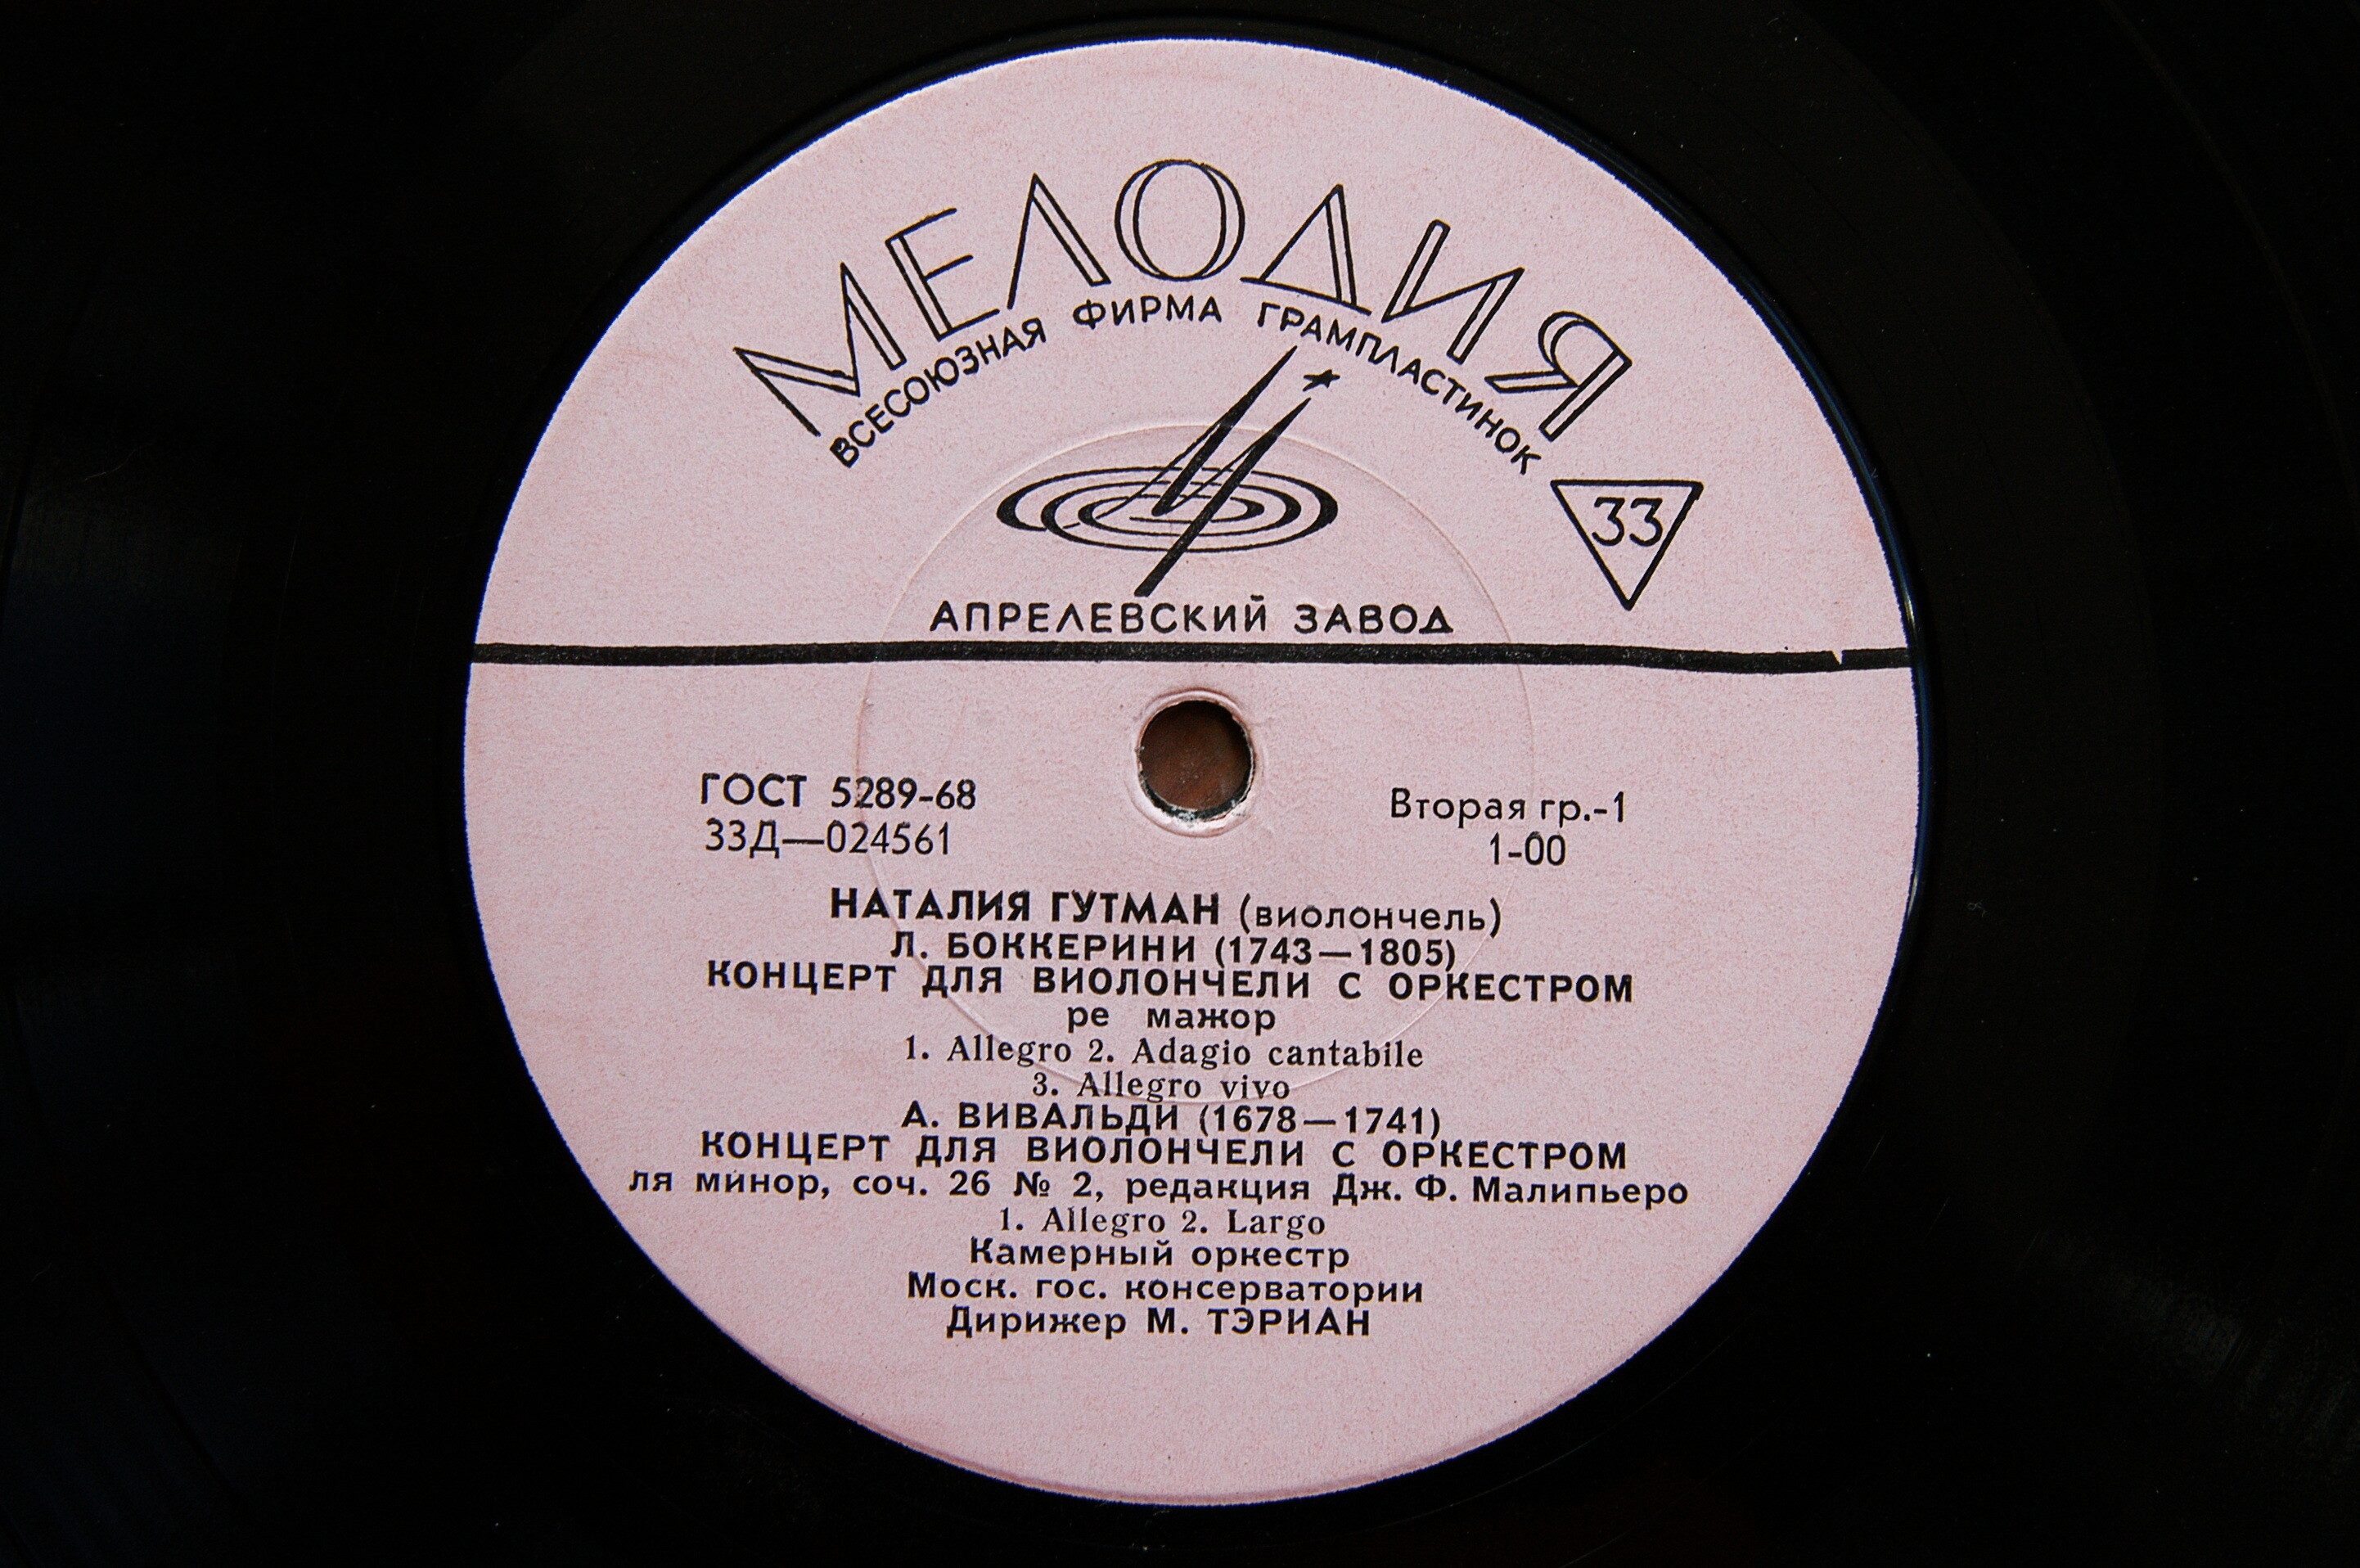 МЕЛОДИЯ
ВСЕСОЮЗНАЯ ФИРМА ГРАМПЛАСТИНОК
33
АПРЕЛЕВСКИЙ ЗАВОД
ГОСТ 5289-68
33Д—024561
Вторая гр.-1
1-00
НАТАЛИЯ ГУТМАН (виолончель)
Л. БОККЕРИНИ (1743—1805)
КОНЦЕРТ ДЛЯ ВИОЛОНЧЕЛИ С ОРКЕСТРОМ
ре мажор
1. Allegro 2. Adagio cantabile
3. Allegro vivo
А. ВИВАЛЬДИ (1678—1741)
КОНЦЕРТ ДЛЯ ВИОЛОНЧЕЛИ С ОРКЕСТРОМ
ля минор, соч. 26 № 2, редакция Дж. Ф. Малипьеро
1. Allegro 2. Largo
Камерный оркестр
Моск. гос. консерватории
Дирижер М. ТЭРИАН